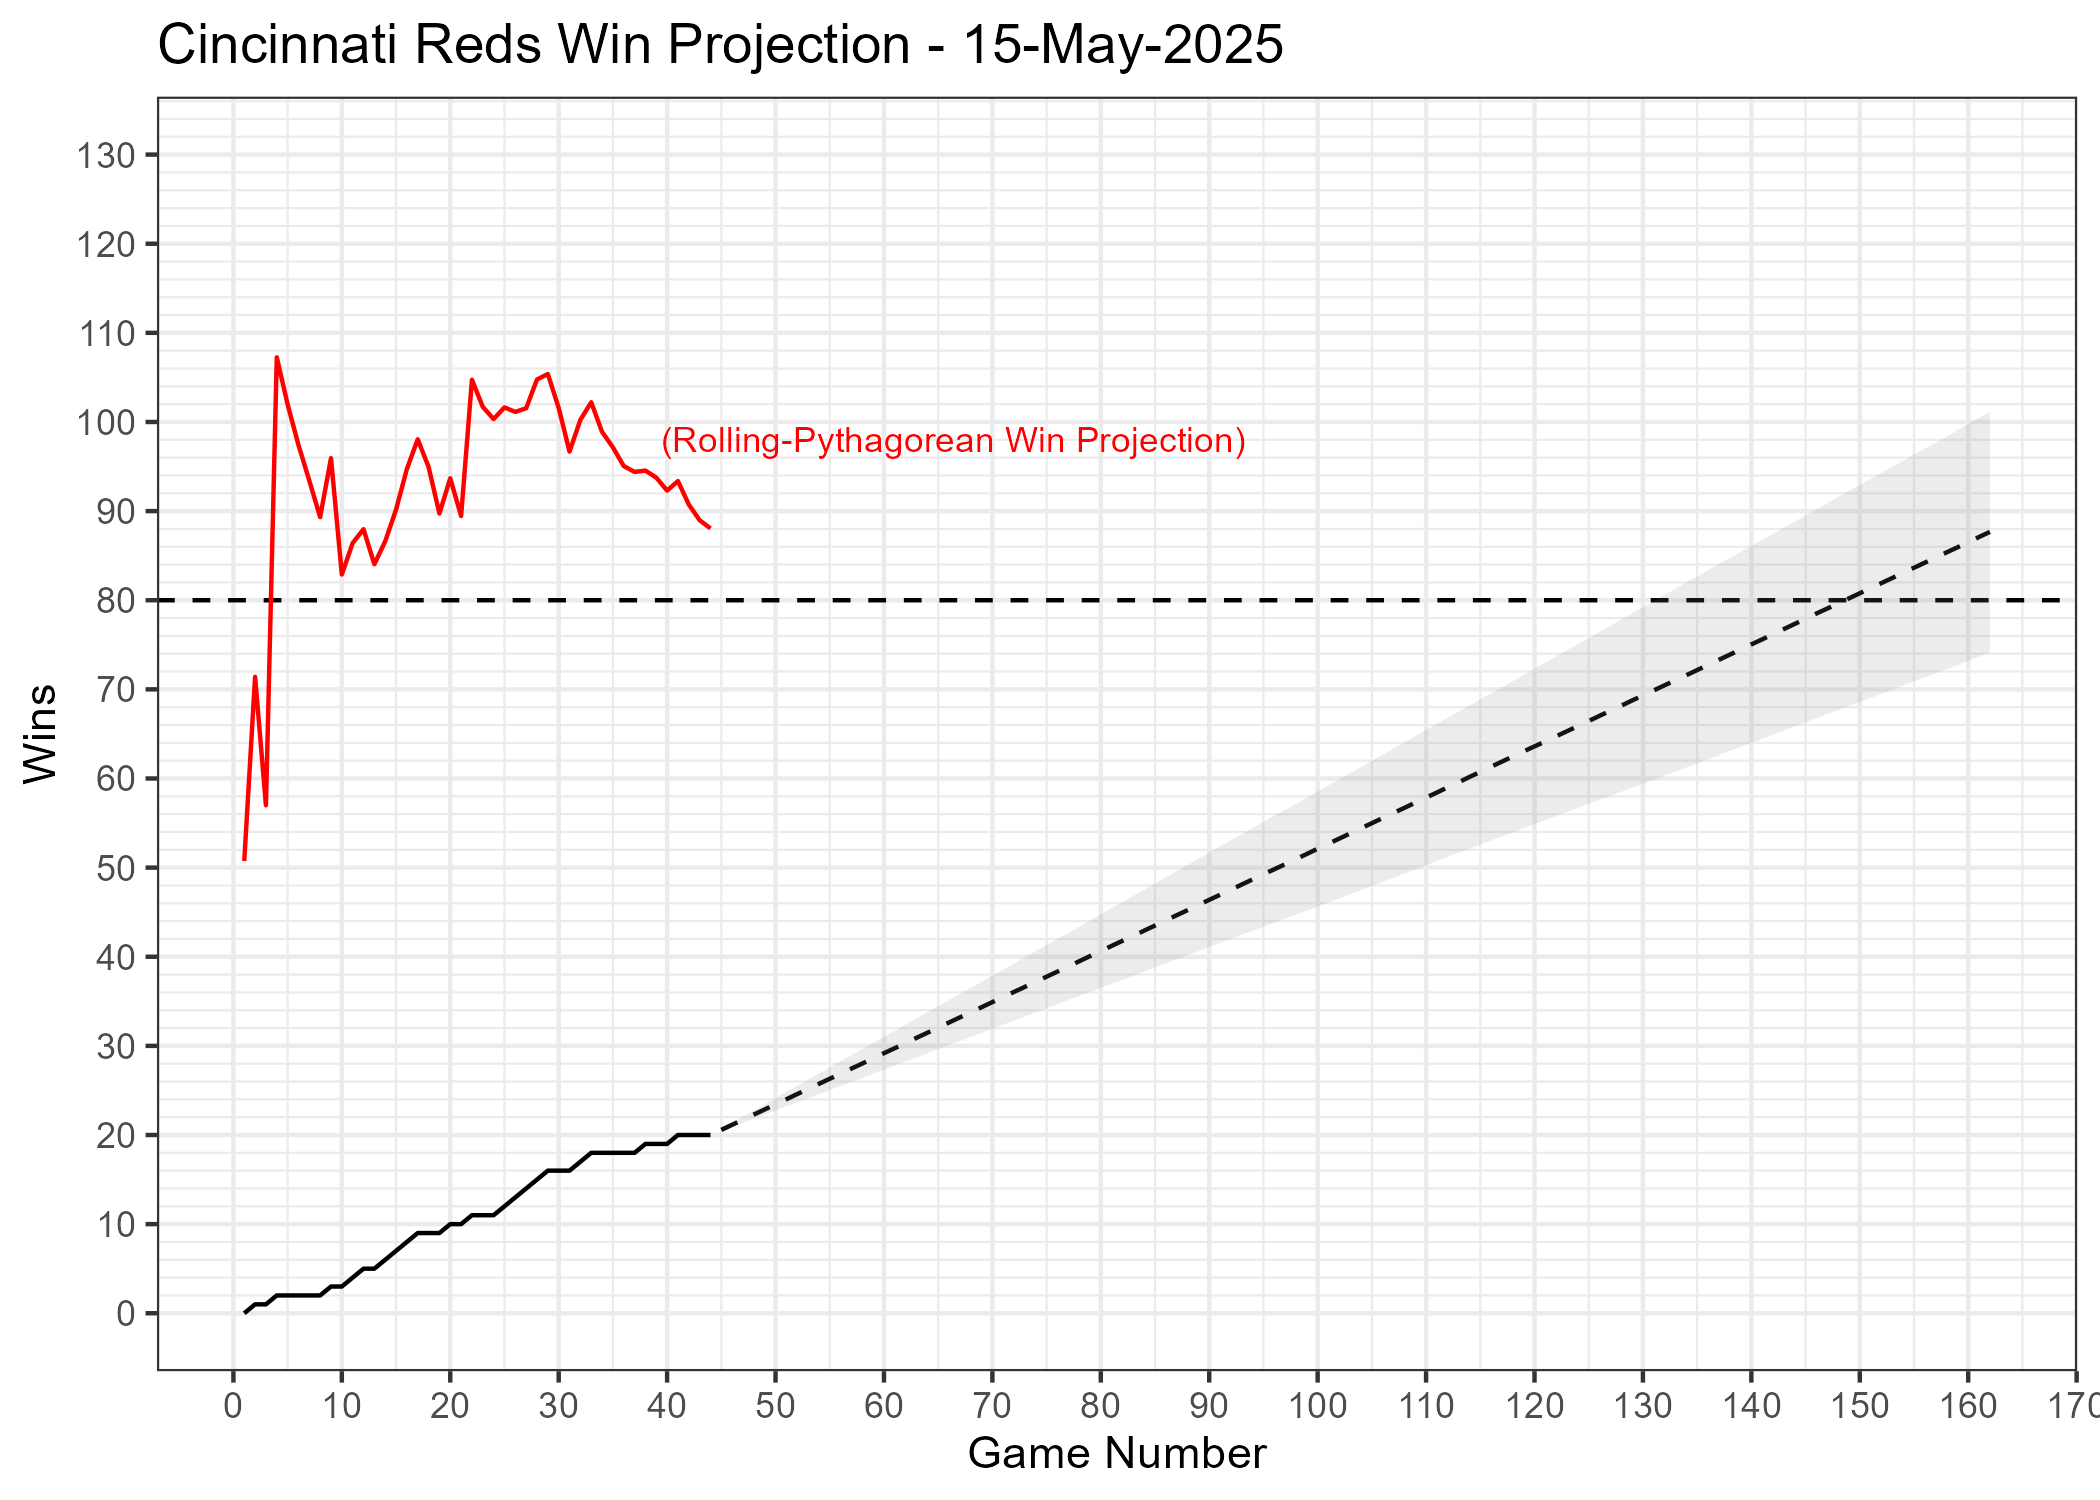 Cincinnati Reds Win Projection - 15-May-2025
130
120
110
100
(Rolling-Pythagorean Win Projection)
90
80
70
Wins
60
50
40
30
20
10
0
0 10 20 30 40 50 60 70 80 90 100 110 120 130 140 150 160 170
Game Number